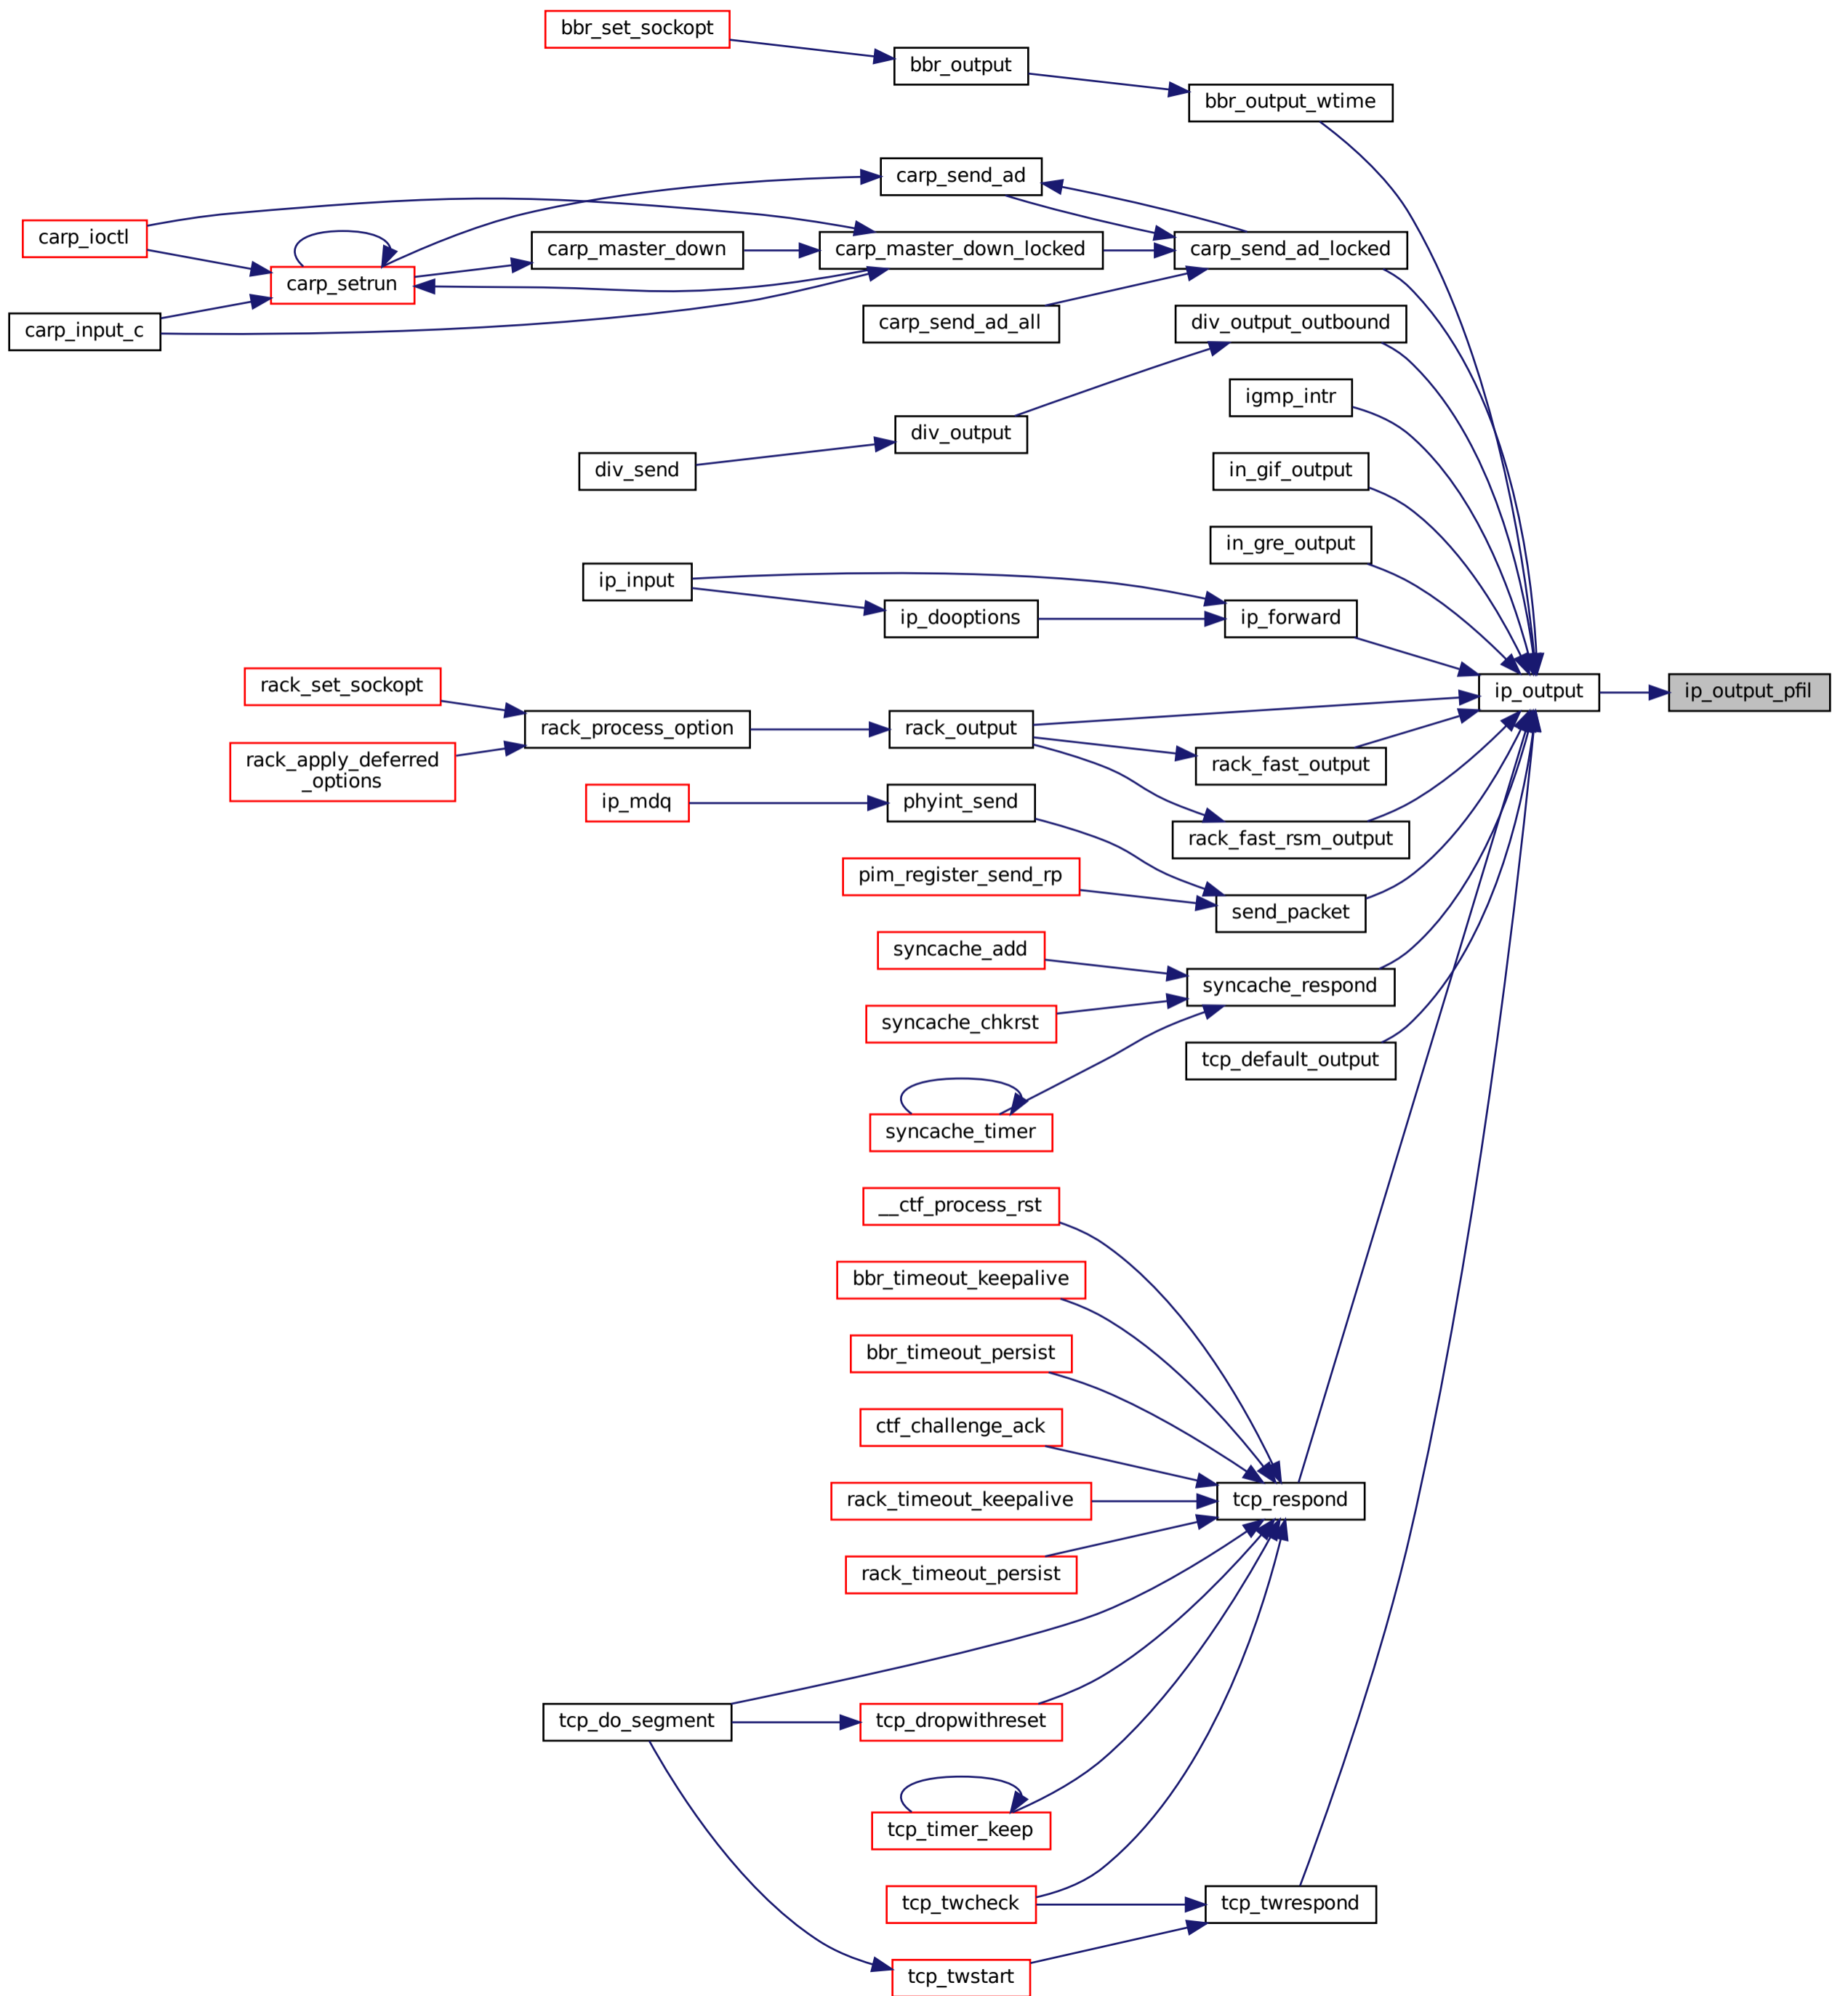 bbr_set_sockopt
bbr_output
bbr_output_wtime
carp_send_ad
carp_ioctl
carp_master_down
carp_master_down_locked
carp_send_ad_locked
carp_setrun
carp_input_c
carp_send_ad_all
div_output_outbound
igmp_intr
div_output
div_send
in_gif_output
in_gre_output
ip_input
ip_dooptions
ip_forward
rack_set_sockopt
ip_output
ip_output_pfil
rack_process_option
rack_output
rack_apply_deferred
_options
rack_fast_output
ip_mdq
phyint_send
rack_fast_rsm_output
pim_register_send_rp
send_packet
syncache_add
syncache_respond
syncache_chkrst
tcp_default_output
syncache_timer
__ctf_process_rst
bbr_timeout_keepalive
bbr_timeout_persist
ctf_challenge_ack
rack_timeout_keepalive
tcp_respond
rack_timeout_persist
tcp_do_segment
tcp_dropwithreset
tcp_timer_keep
tcp_twcheck
tcp_twrespond
tcp_twstart